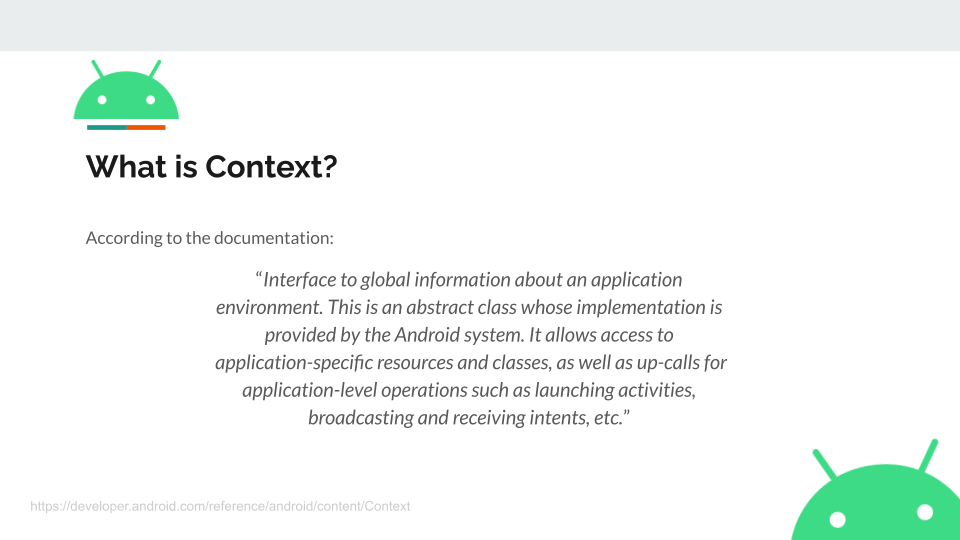 What is Context?
According to the documentation:
“Interface to global information about an application
environment. This is an abstract class whose implementation is
provided by the Android system. It allows access to
application-specific resources and classes, as well as up-calls for
application-level operations such as launching activities,
broadcasting and receiving intents, etc.”
https://developer.android.com/reference/android/content/Context